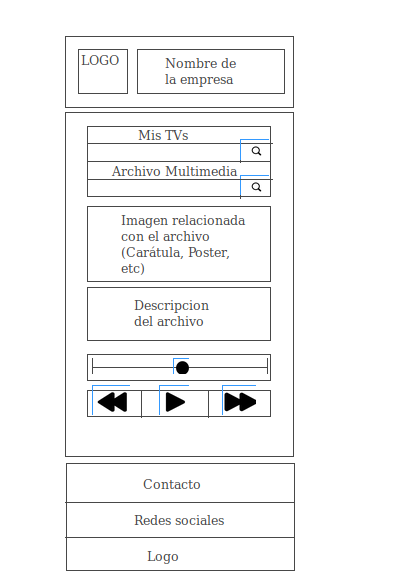 LOGO
Nombre de
la empresa
Mis TVs
Archivo Multimedia
Imagen relacionada
con el archivo
(Carátula, Poster,
etc)
Descripcion
del archivo
Contacto
Redes sociales
Logo